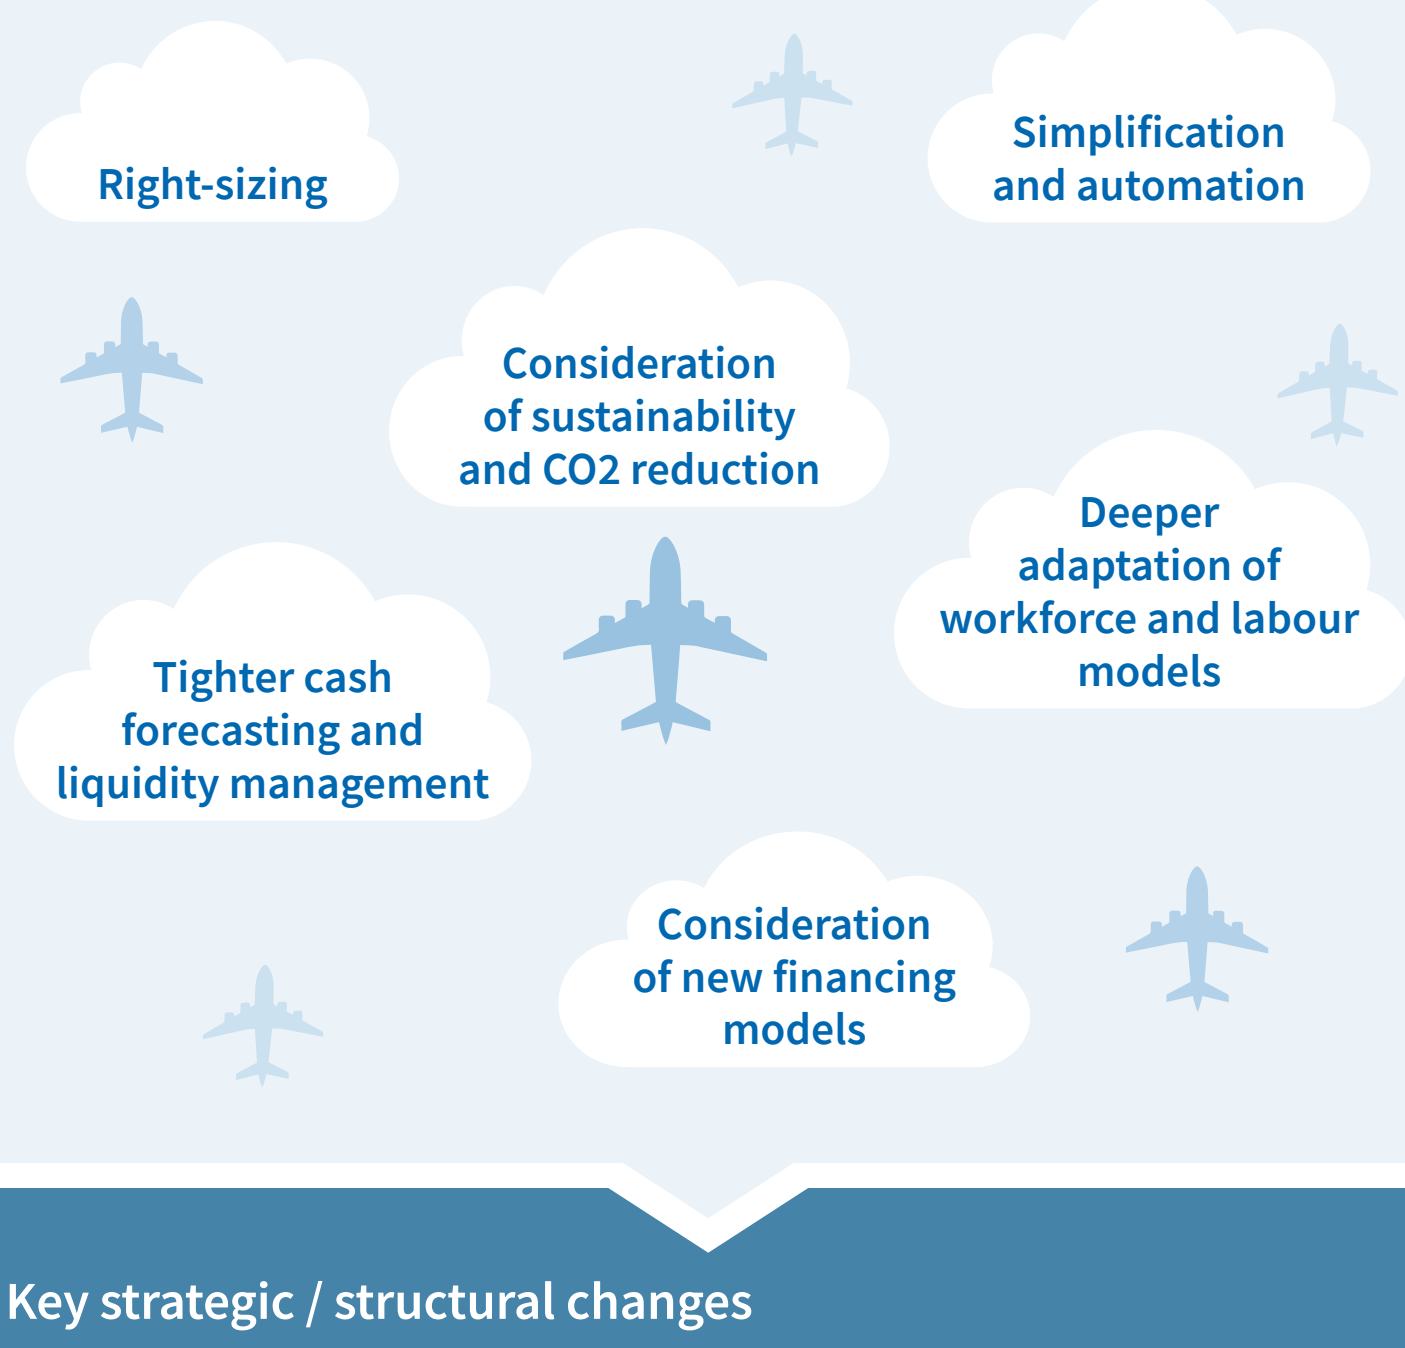 Right-sizing
Simplification
and automation
Consideration
of sustainability
and CO2 reduction
Deeper
adaptation of
workforce and labour
models
Tighter cash
forecasting and
liquidity management
Consideration
of new financing
models
Key strategic / structural changes